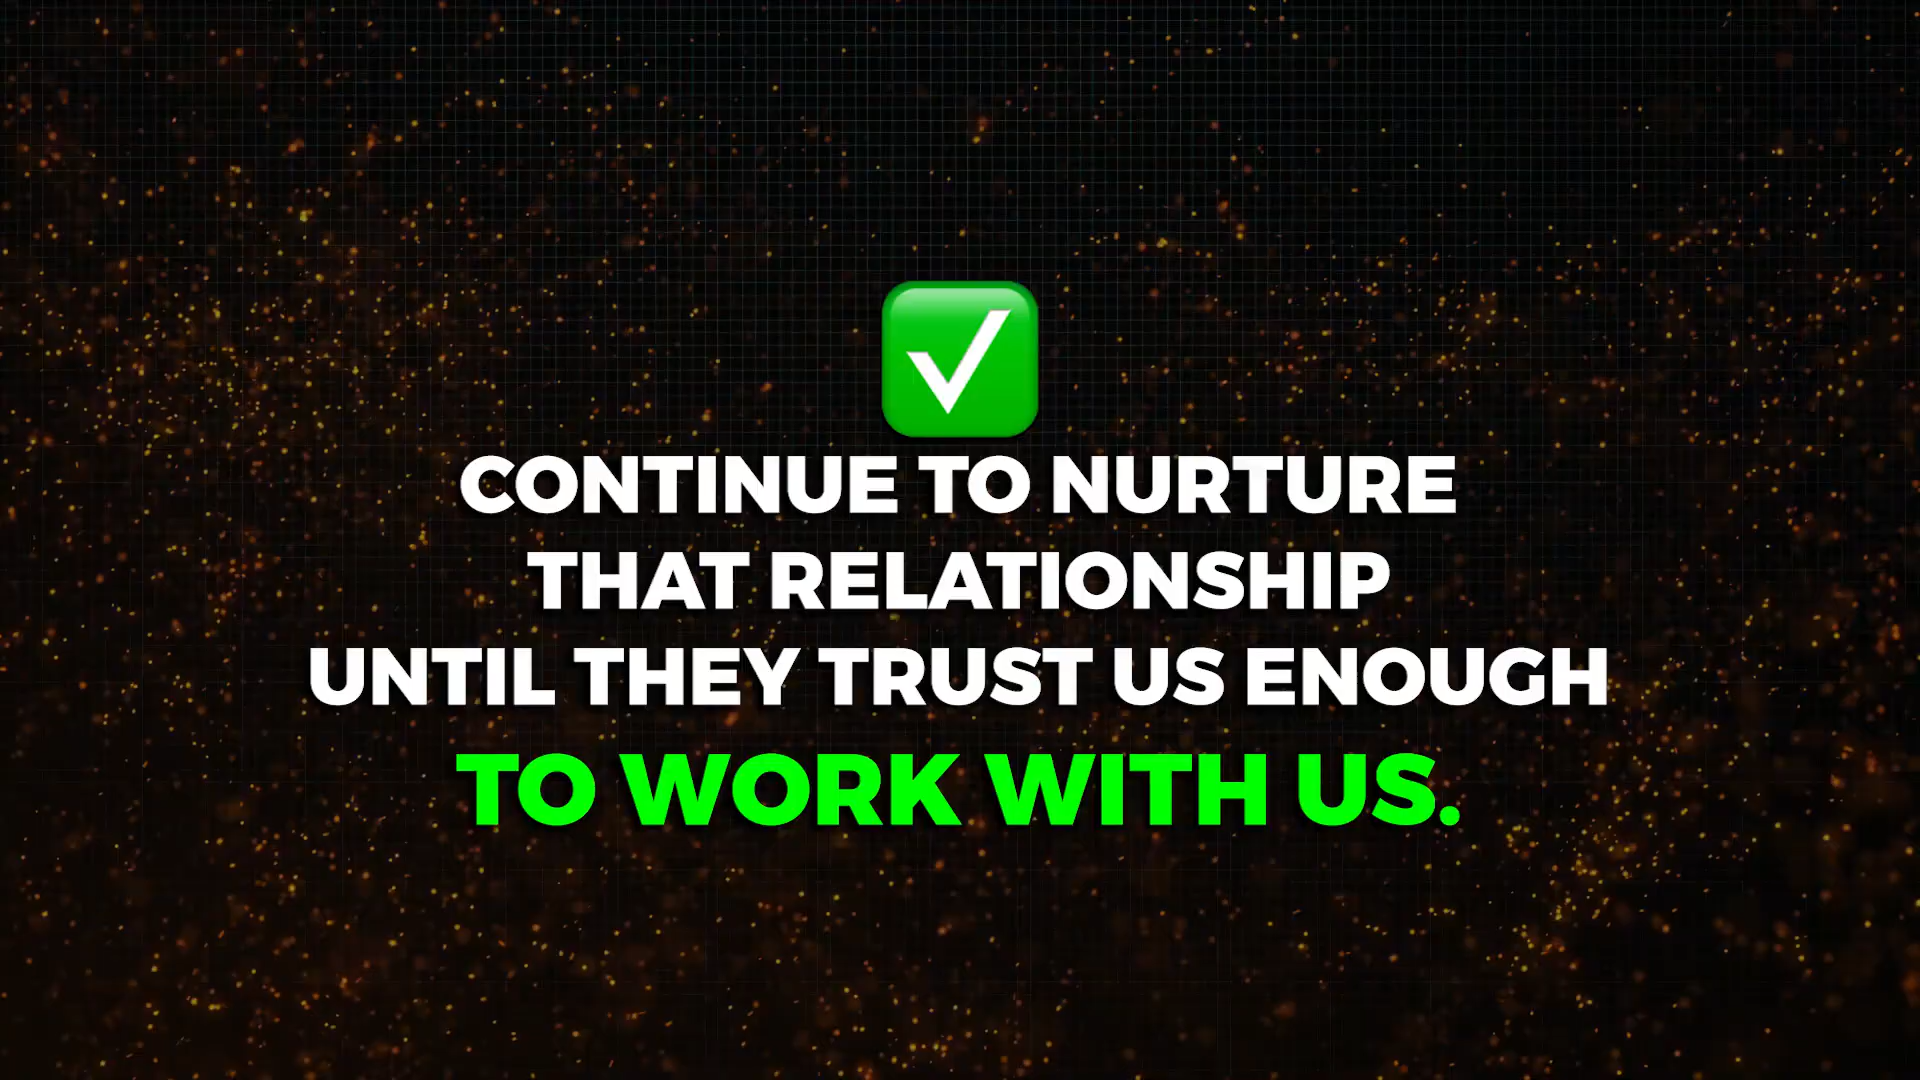 CONTINUE TO NURTURE
THAT RELATIONSHIP
UNTIL THEY TRUST US ENOUGH
TO WORK WITH US.